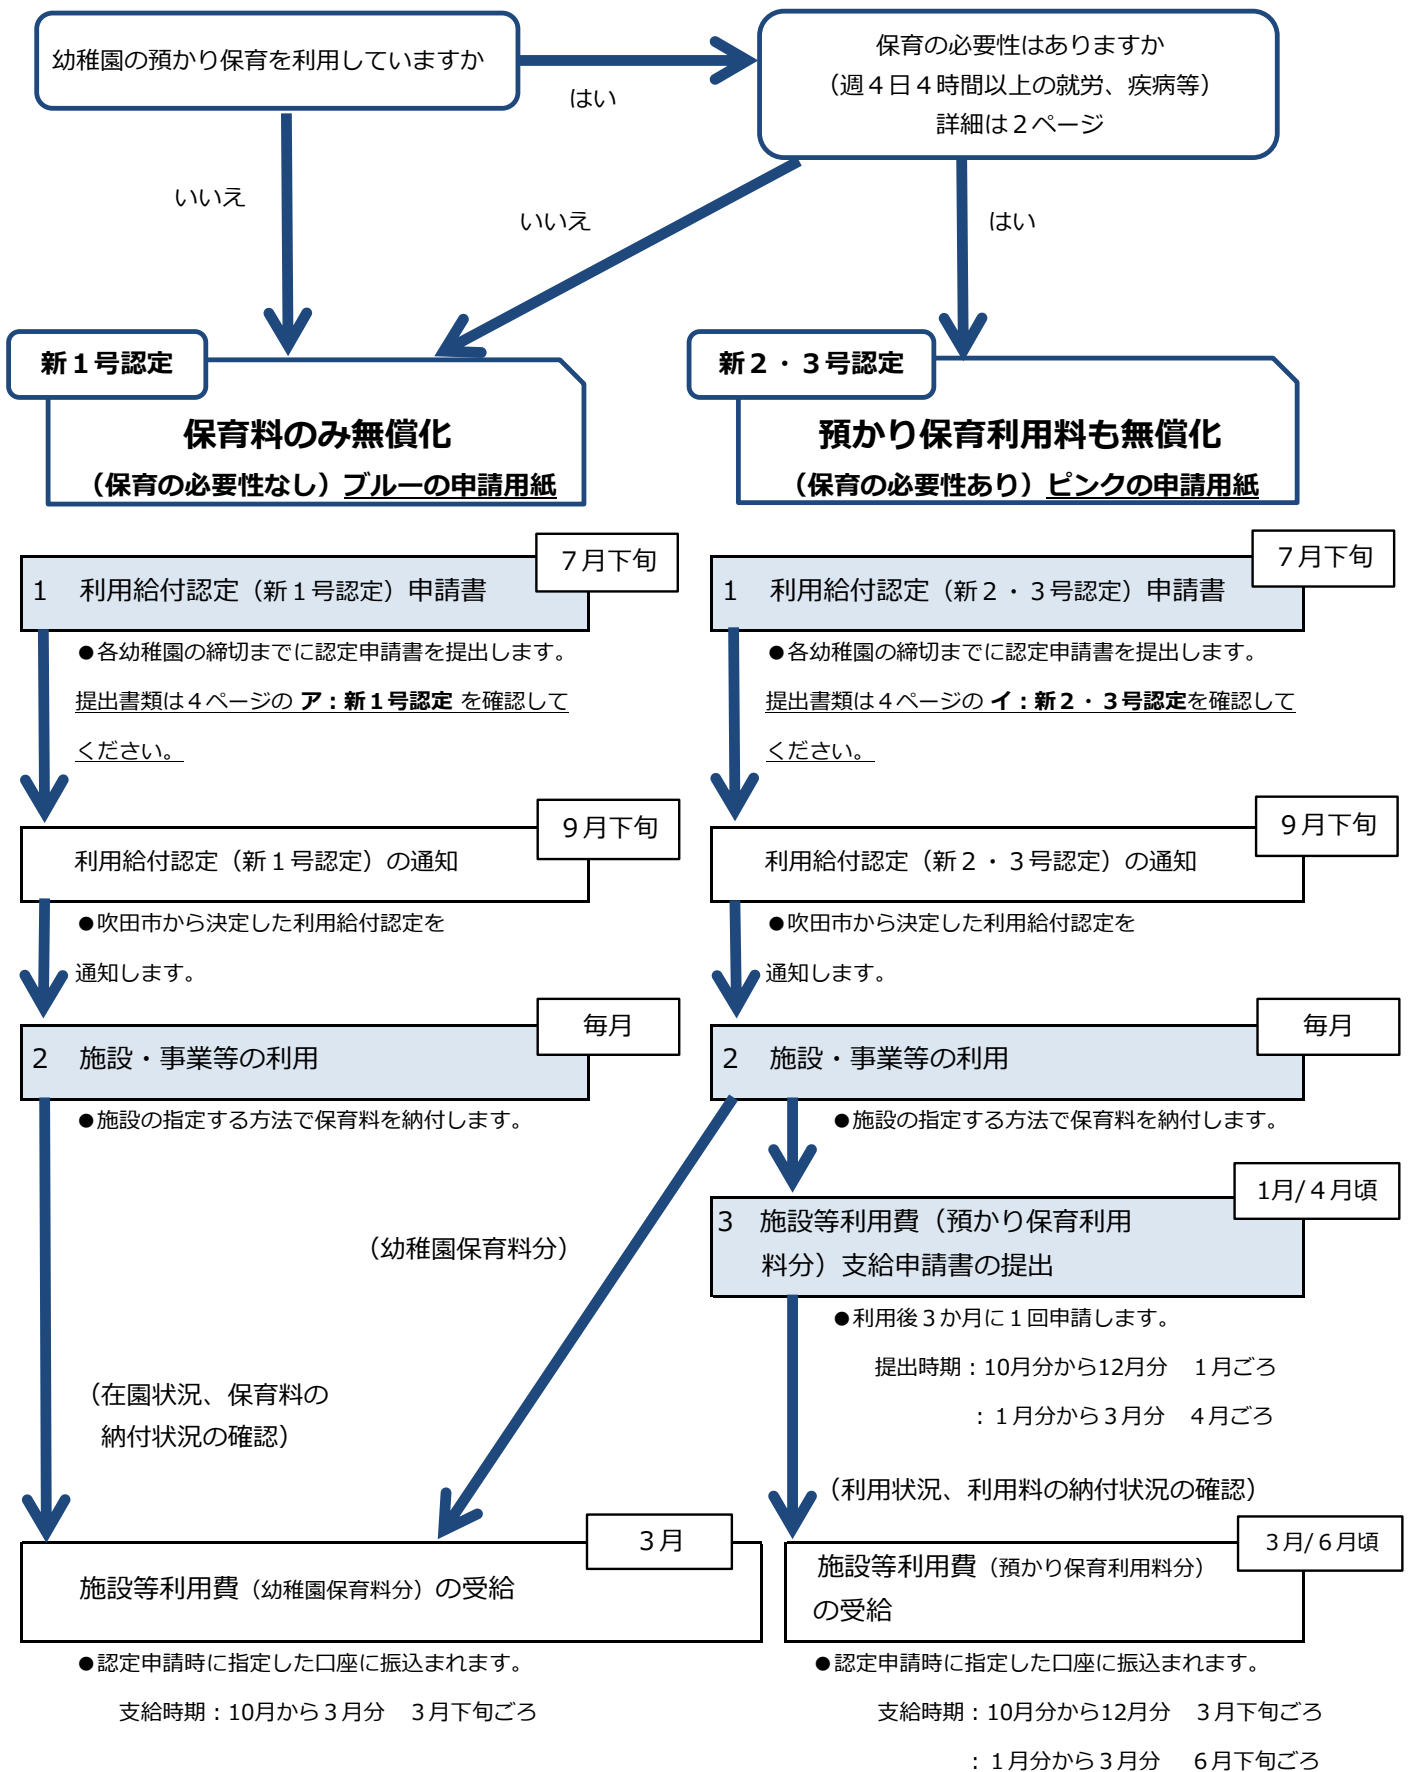 幼稚園の預かり保育を利用していますか
はい
保育の必要性はありますか
（週４日４時間以上の就労、疾病等）
詳細は２ページ
いいえ
いいえ
はい
新１号認定
保育料のみ無償化
（保育の必要性なし）ブルーの申請用紙
新２・３号認定
預かり保育利用料も無償化
（保育の必要性あり）ピンクの申請用紙
７月下旬
1　利用給付認定（新１号認定）申請書
●各幼稚園の締切までに認定申請書を提出します。
提出書類は４ページの ア：新１号認定 を確認して
ください。
９月下旬
利用給付認定（新１号認定）の通知
●吹田市から決定した利用給付認定を
通知します。
毎月
2　施設・事業等の利用
●施設の指定する方法で保育料を納付します。
（在園状況、保育料の
納付状況の確認）
７月下旬
1　利用給付認定（新２・３号認定）申請書
●各幼稚園の締切までに認定申請書を提出します。
提出書類は４ページの イ：新２・３号認定を確認して
ください。
９月下旬
利用給付認定（新２・３号認定）の通知
●吹田市から決定した利用給付認定を
通知します。
毎月
2　施設・事業等の利用
●施設の指定する方法で保育料を納付します。
（幼稚園保育料分）
1月/４月頃
3　施設等利用費（預かり保育利用
料分）支給申請書の提出
●利用後３か月に１回申請します。
提出時期：10月分から12月分　１月ごろ
：１月分から３月分　４月ごろ
（利用状況、利用料の納付状況の確認）
３月
施設等利用費（幼稚園保育料分）の受給
●認定申請時に指定した口座に振込まれます。
支給時期：10月から３月分　３月下旬ごろ
３月/６月頃
施設等利用費（預かり保育利用料分）
の受給
●認定申請時に指定した口座に振込まれます。
支給時期：10月分から12月分　３月下旬ごろ
：１月分から３月分　６月下旬ごろ